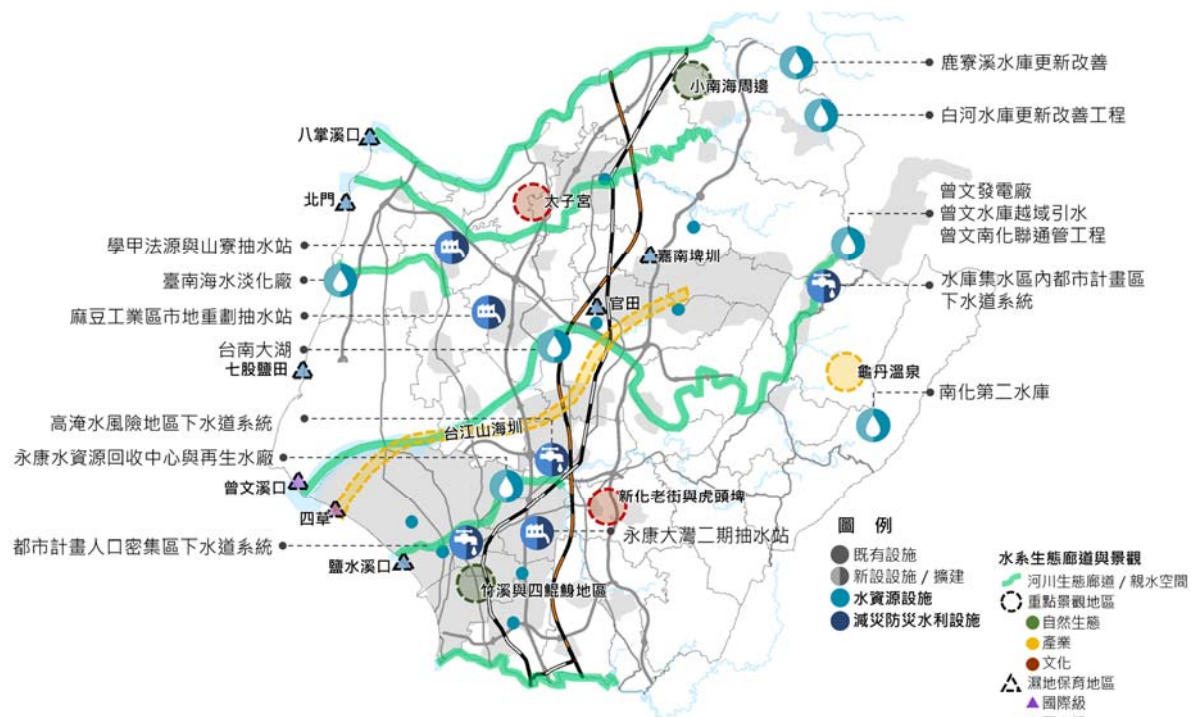 鹿寮溪水庫更新改善
小南海周邊
白河水庫更新改善工程
八掌溪口
曾文發電廠
曾文水庫越域引水
曾文南化聯通管工程
北門
太子宮
學甲法源與山寮抽水站
嘉南埤圳
臺南海水淡化廠
水庫集水區內都市計畫區
下水道系統
官田
麻豆工業區市地重劃抽水站
台南大湖
七股鹽田
龜丹溫泉
南化第二水庫
高淹水風險地區下水道系統
台江山海圳
永康水資源回收中心與再生水廠
曾文溪口
四草
新化老街與虎頭埤
永康大灣二期抽水站
都市計畫人口密集區下水道系統
鹽水溪口
竹溪與四鯤鯓地區
圖 例
既有設施
新設設施 / 擴建
水資源設施
減災防災水利設施
水系生態廊道與景觀
河川生態廊道 / 親水空間
重點景觀地區
自然生態
產業
文化
濕地保育地區
國際級